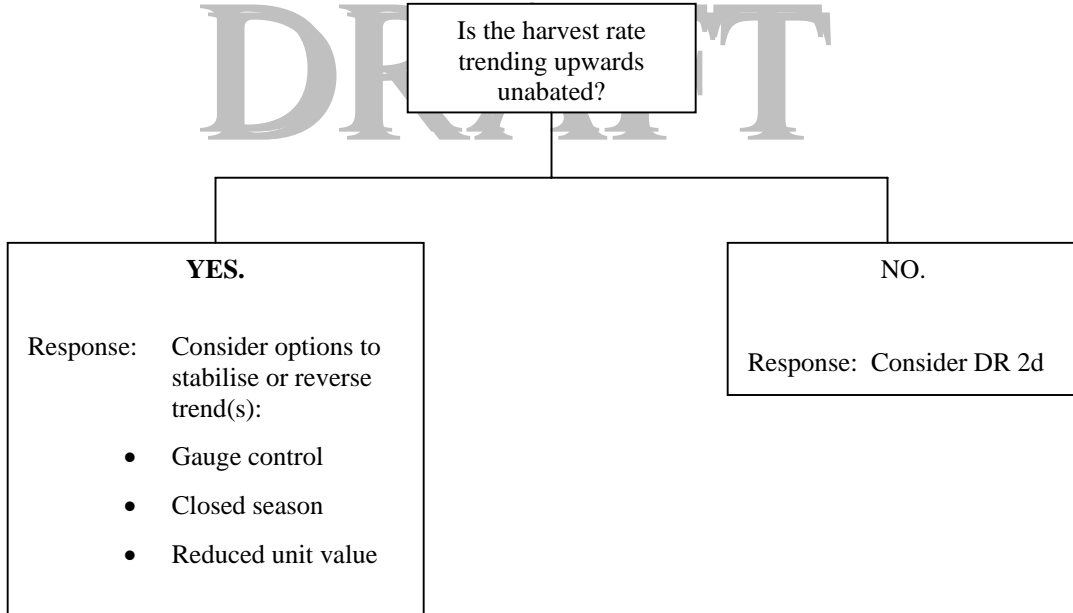 DRAFT
Is the harvest rate
trending upwards
unabated?
YES.
Response: Consider options to
stabilise or reverse
trend(s):
• Gauge control
• Closed season
• Reduced unit value
NO.
Response: Consider DR 2d